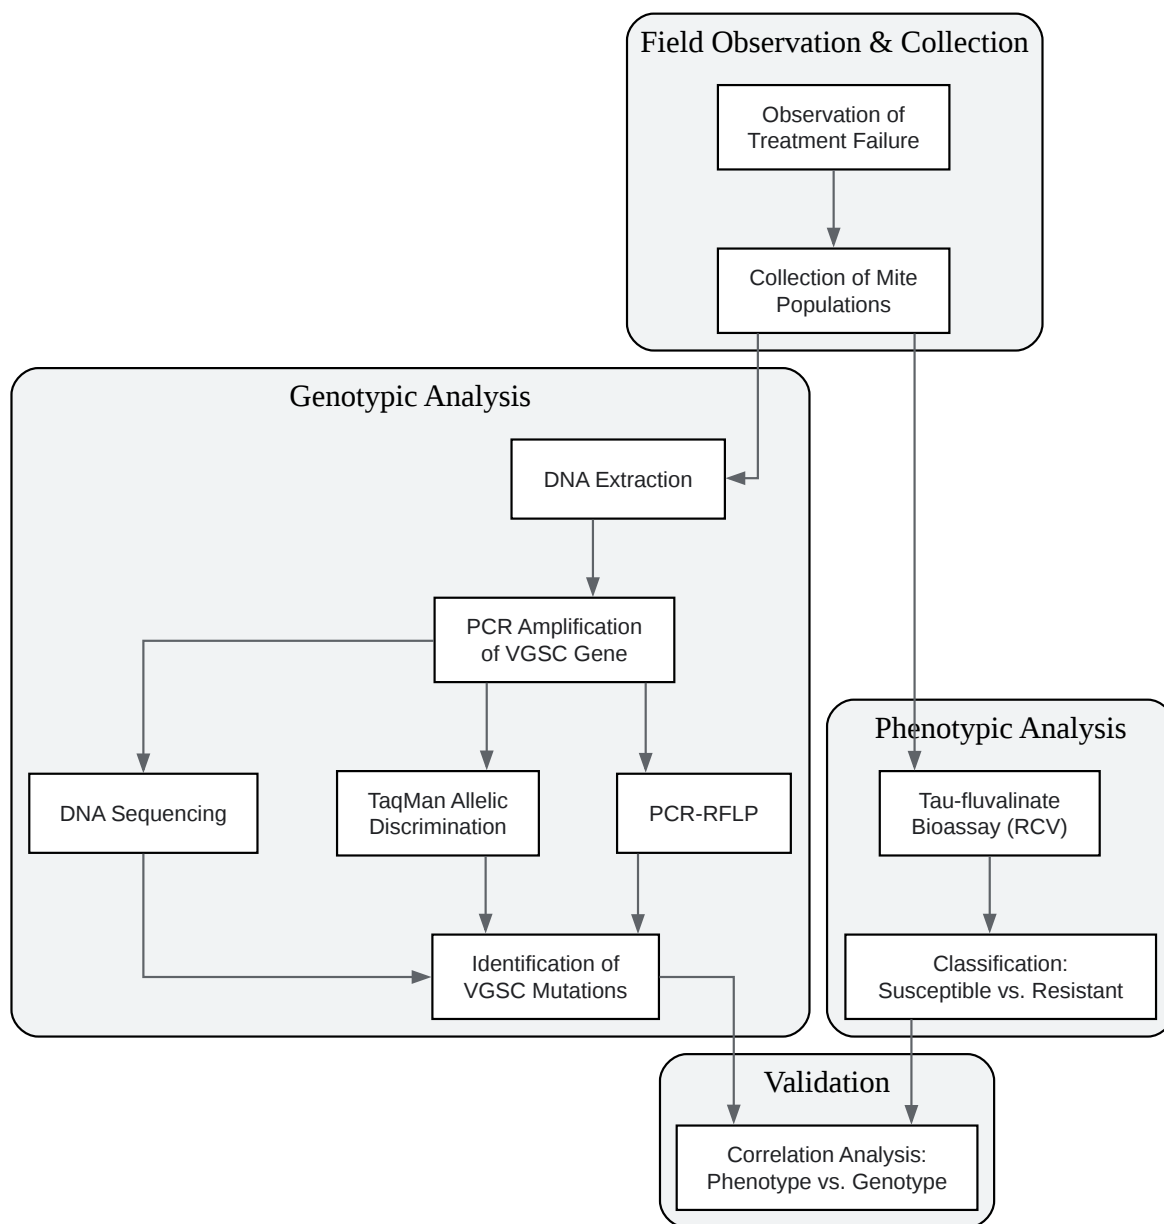 Field Observation & Collection
Observation of
Treatment Failure
Collection of Mite
Populations
Genotypic Analysis
DNA Extraction
PCR Amplification
of VGSC Gene
DNA Sequencing
TaqMan Allelic
Discrimination
PCR-RFLP
Identification of
VGSC Mutations
Phenotypic Analysis
Tau-fluvalinate
Bioassay (RCV)
Classification:
Susceptible vs. Resistant
Validation
Correlation Analysis:
Phenotype vs. Genotype